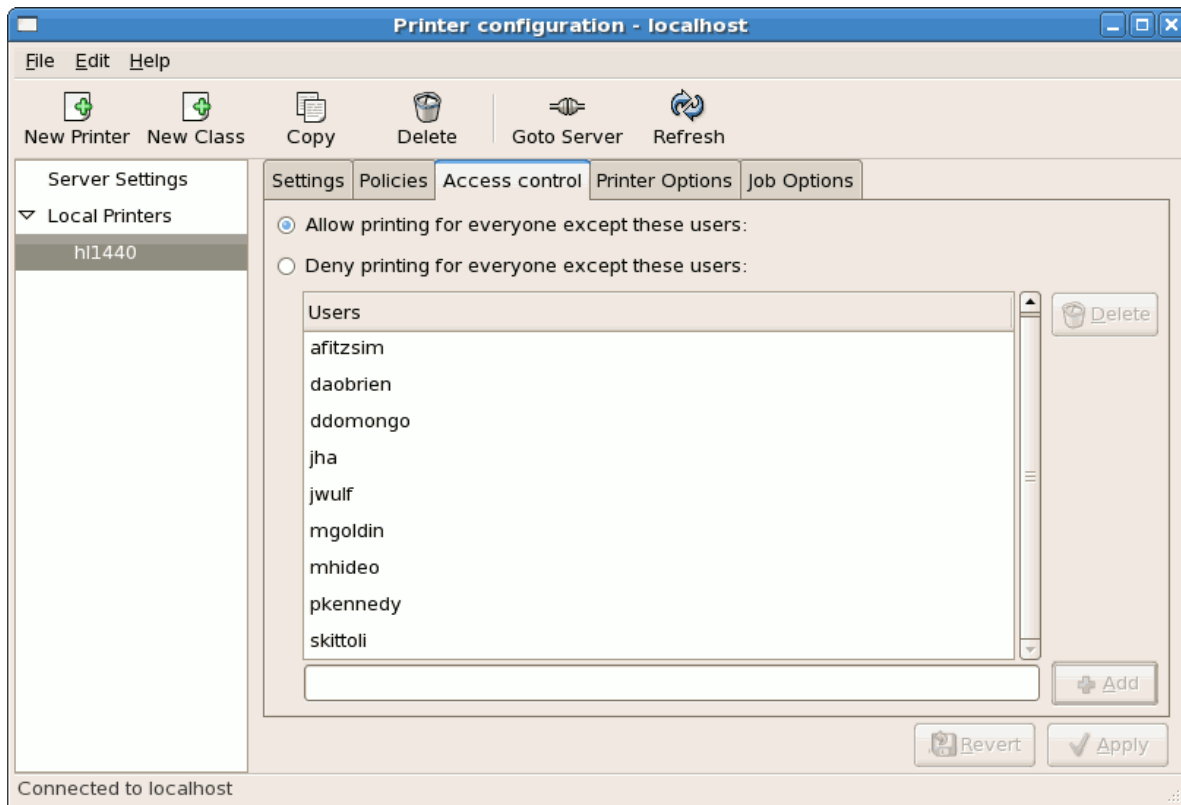 Printer configuration - localhost
File Edit Help
New Printer New Class Copy Delete Goto Server Refresh
Server Settings
Local Printers
hl1440
Settings Policies Access control Printer Options Job Options
Allow printing for everyone except these users:
Deny printing for everyone except these users:
Users
Delete
afitzsim
daobrien
ddomongo
jha
jwulf
mgoldin
mhideo
pkennedy
skittoli
Add
Revert Apply
Connected to localhost